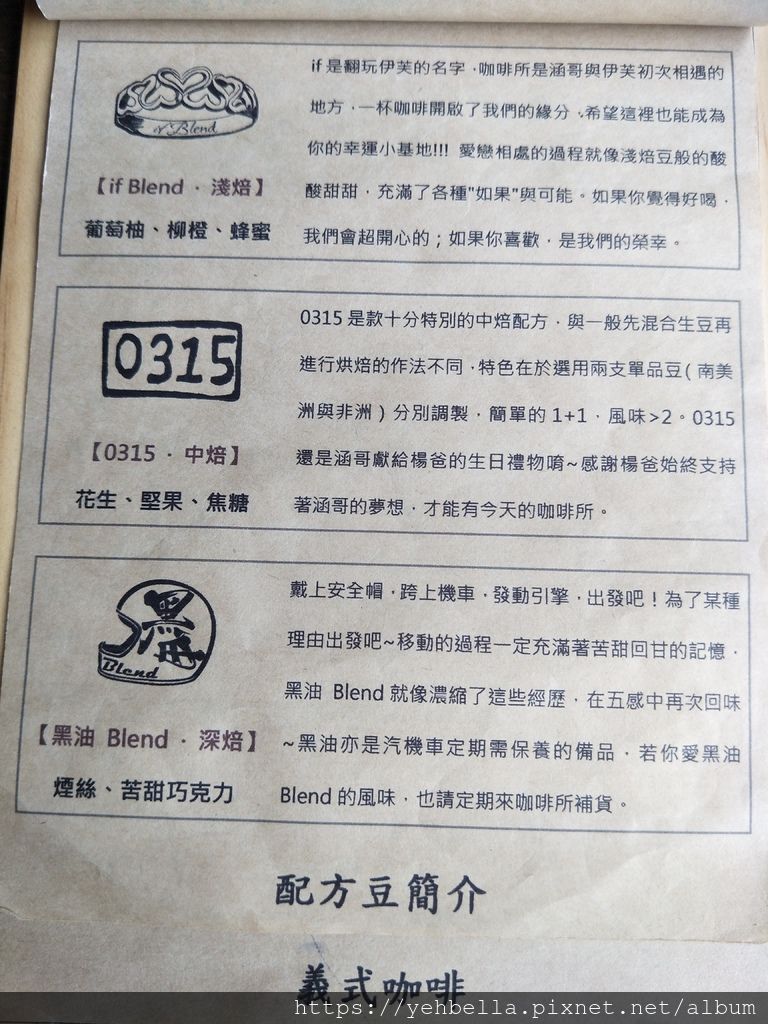 if Blend
【if Blend．淺焙】
葡萄柚、柳橙、蜂蜜
if 是翻玩伊芙的名字，咖啡所是涵哥與伊芙初次相遇的
地方，一杯咖啡開啟了我們的緣分，希望這裡也能成為
你的幸運小基地!!! 愛戀相處的過程就像淺焙豆般的酸
酸甜甜，充滿了各種"如果"與可能。如果你覺得好喝，
我們會超開心的；如果你喜歡，是我們的榮幸。
0315
【0315．中焙】
花生、堅果、焦糖
0315 是款十分特別的中焙配方，與一般先混合生豆再
進行烘焙的作法不同，特色在於選用兩支單品豆( 南美
洲與非洲 ) 分別調製，簡單的 1+1，風味>2。0315
還是涵哥獻給楊爸的生日禮物唷~感謝楊爸始終支持
著涵哥的夢想，才能有今天的咖啡所。
Blend
【黑油 Blend．深焙】
煙絲、苦甜巧克力
戴上安全帽，跨上機車，發動引擎，出發吧！為了某種
理由出發吧~移動的過程一定充滿著苦甜回甘的記憶，
黑油 Blend 就像濃縮了這些經歷，在五感中再次回味
~黑油亦是汽機車定期需保養的備品，若你愛黑油
Blend 的風味，也請定期來咖啡所補貨。
配方豆簡介
義式咖啡
https://yehbella.pixnet.net/album